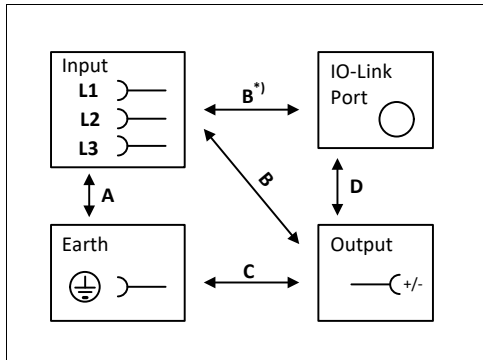 Input
L1
L2
L3
B*)
IO-Link
Port
A
B
D
Earth
C
Output
+/-